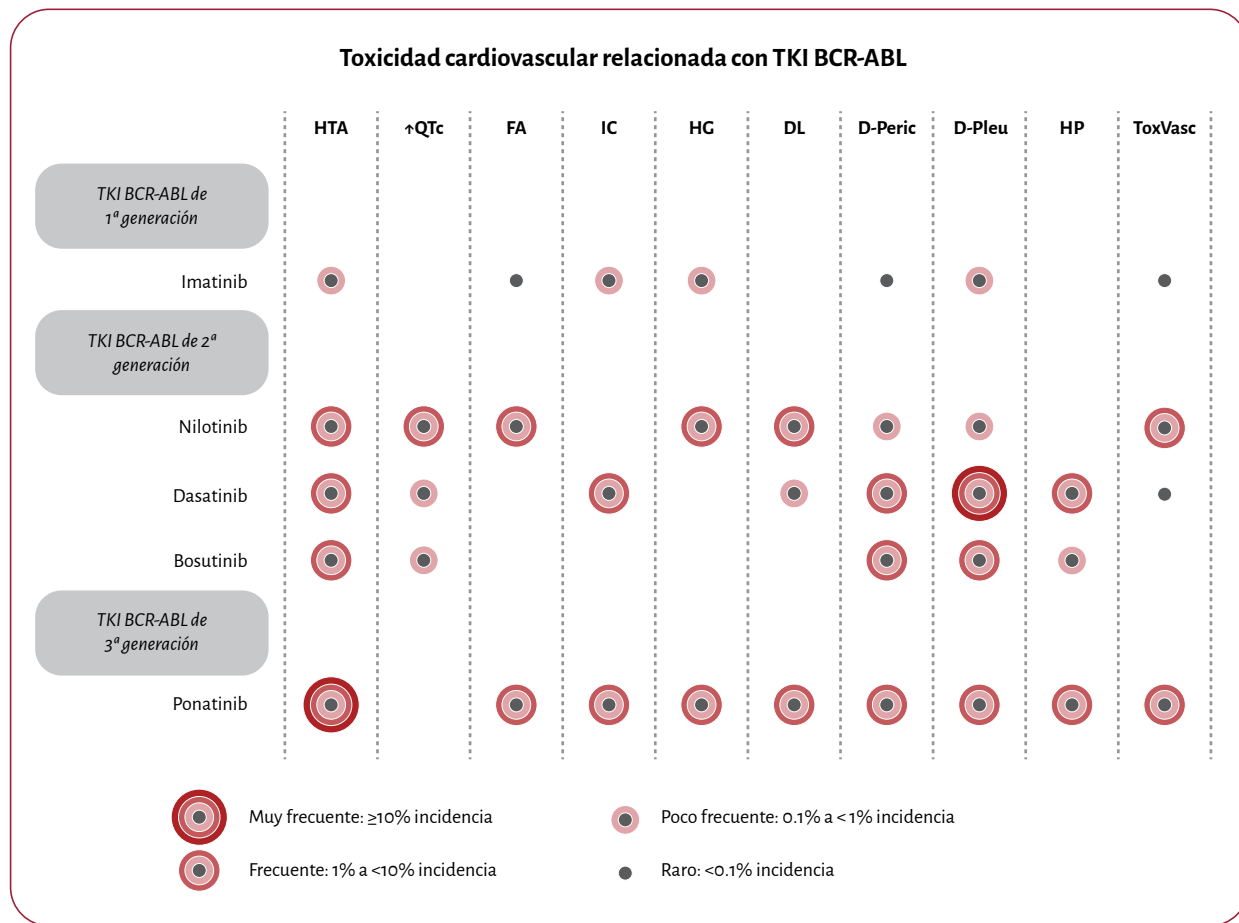 Toxicidad cardiovascular relacionada con TKI BCR-ABL
HTA ↑QTc FA IC HG DL D-Peric D-Pleu HP ToxVasc
TKI BCR-ABL de
1ª generación
Imatinib
TKI BCR-ABL de 2ª
generación
Nilotinib
Dasatinib
Bosutinib
TKI BCR-ABL de
3ª generación
Ponatinib
Muy frecuente: ≥10% incidencia
Poco frecuente: 0.1% a < 1% incidencia
Frecuente: 1% a <10% incidencia
Raro: <0.1% incidencia